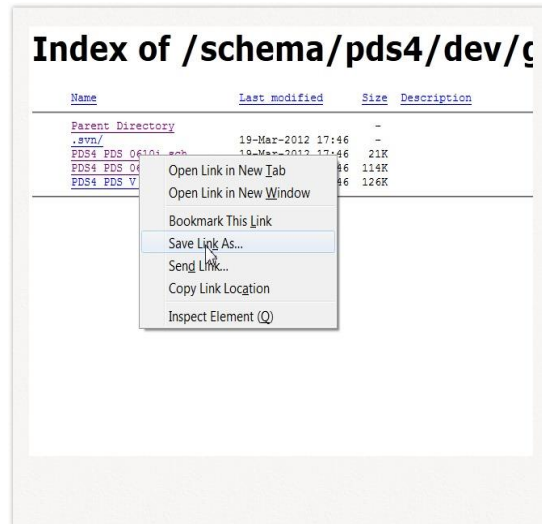 Index of /schema/pds4/dev/g
Name Last modified Size Description
Parent Directory -
.svn/ 19-Mar-2012 17:46 -
PDS4 PDS 0610i.sch 19-Mar-2012 17:46 21K
PDS4 PDS 46 114K
PDS4 PDS V 46 126K
Open Link in New Tab
Open Link in New Window
Bookmark This Link
Save Link As...
Send Link...
Copy Link Location
Inspect Element (Q)